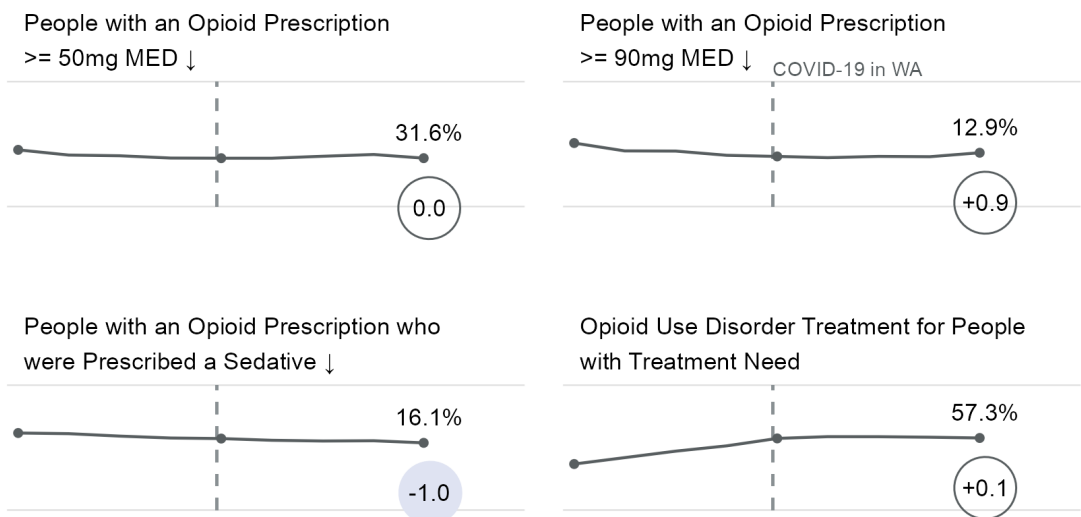 People with an Opioid Prescription
>= 50mg MED ↓
31.6%
0.0
People with an Opioid Prescription
>= 90mg MED ↓
COVID-19 in WA
12.9%
+0.9
People with an Opioid Prescription who
were Prescribed a Sedative ↓
16.1%
-1.0
Opioid Use Disorder Treatment for People
with Treatment Need
57.3%
+0.1